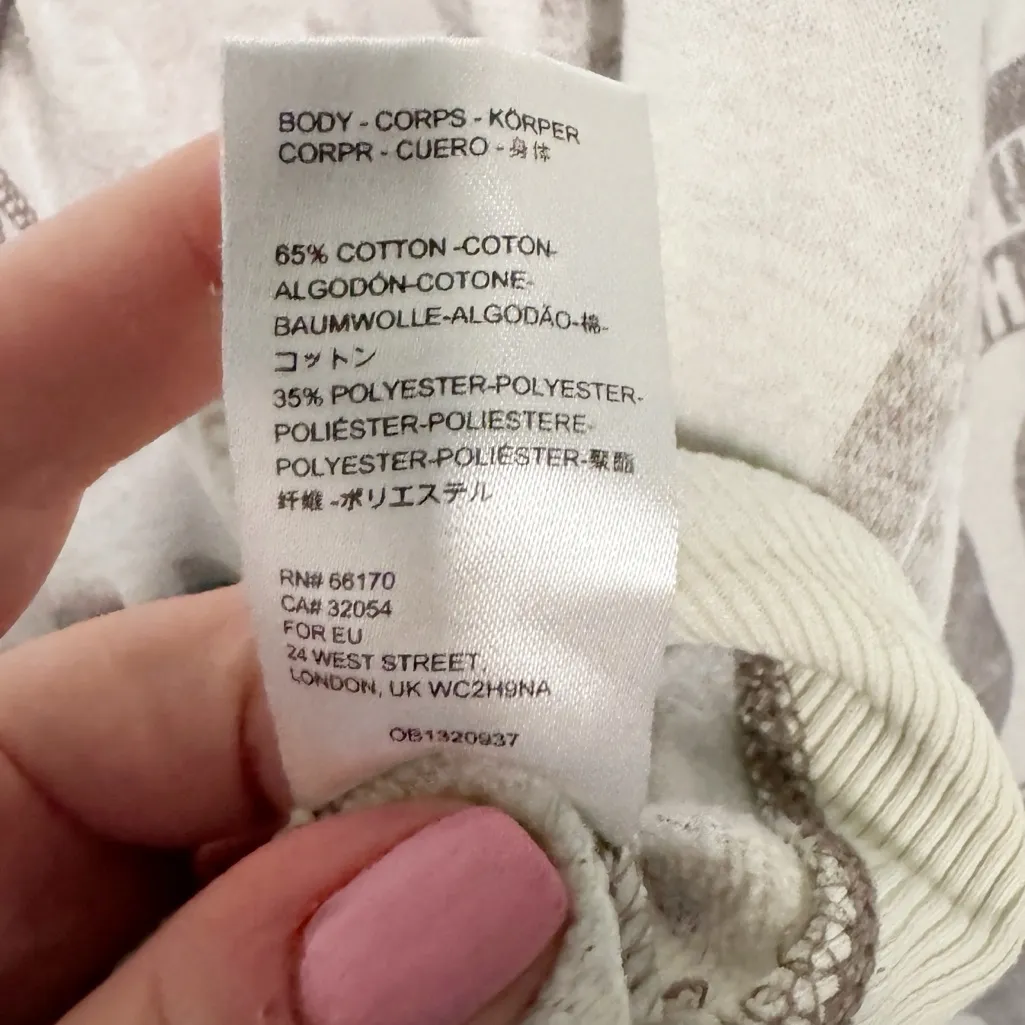 BODY - CORPS - KÖRPER
CORPR - CUERO - 身体
65% COTTON -COTON-
ALGODÓN-COTONE-
BAUMWOLLE-ALGODÃO-棉-
コットン
35% POLYESTER-POLYESTER-
POLIÉSTER-POLIESTERE-
POLYESTER-POLIÉSTER-聚酯
纤维 -ポリエステル
RN# 66170
CA# 32054
FOR EU
24 WEST STREET,
LONDON, UK WC2H9NA
OB1320937